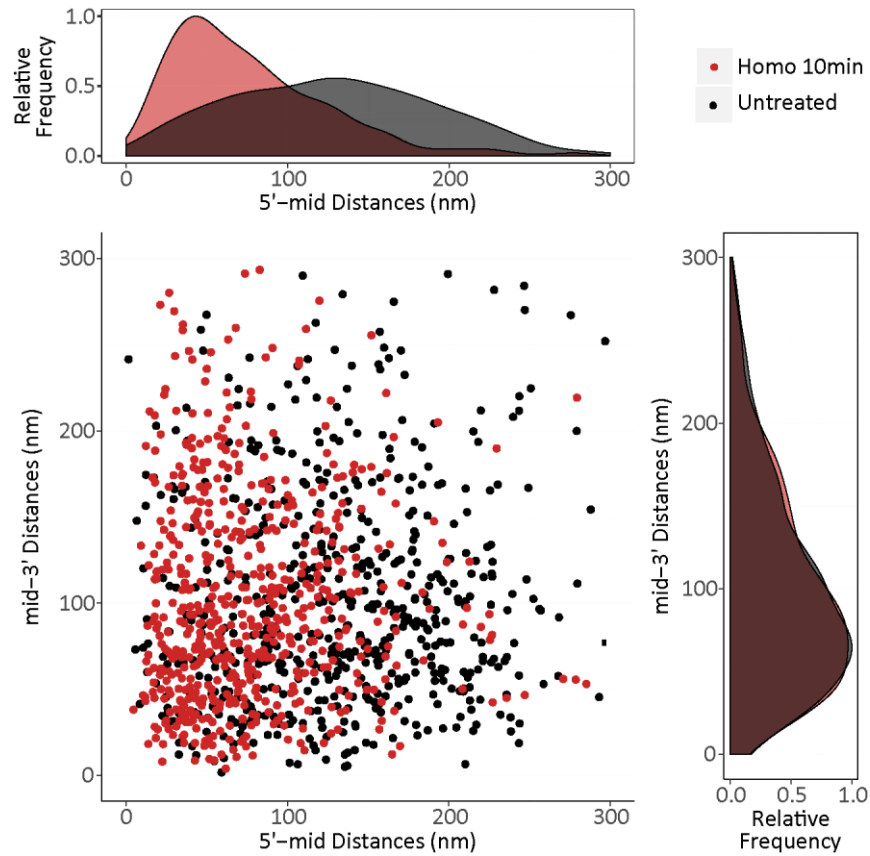 1.0
0.5
0.0
Relative
Frequency
0
100
200
300
5'−mid Distances (nm)
Homo 10min
Untreated
300
200
100
0
mid−3' Distances (nm)
0
100
200
300
5'−mid Distances (nm)
300
200
100
0
mid−3' Distances (nm)
0.0
0.5
1.0
Relative
Frequency